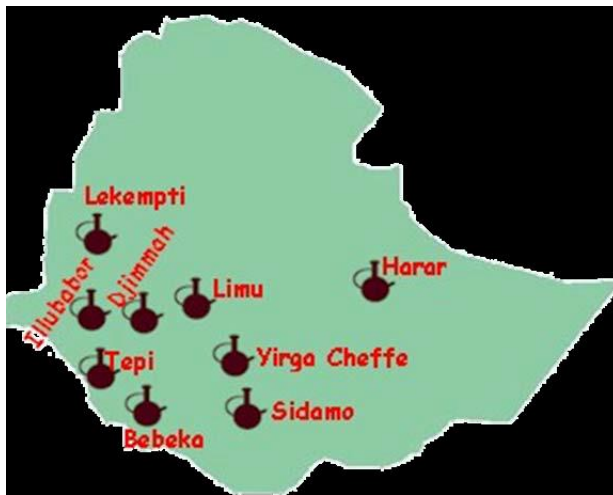 Lekempti
Illubabor
Djimmah
Limu
Harar
Tepi
Yirga Cheffe
Bebeka
Sidamo